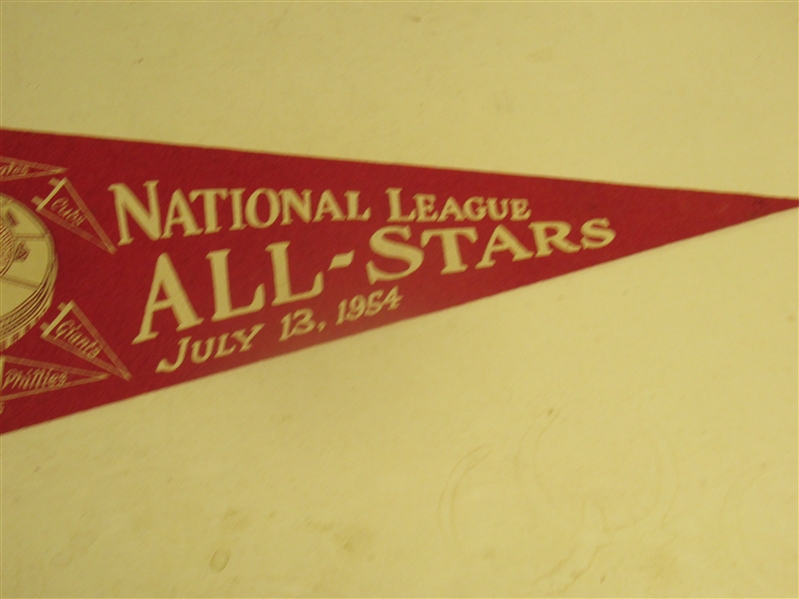 Cubs
NATIONAL LEAGUE
ALL-STARS
JULY 13, 1954
Giants
Phillies